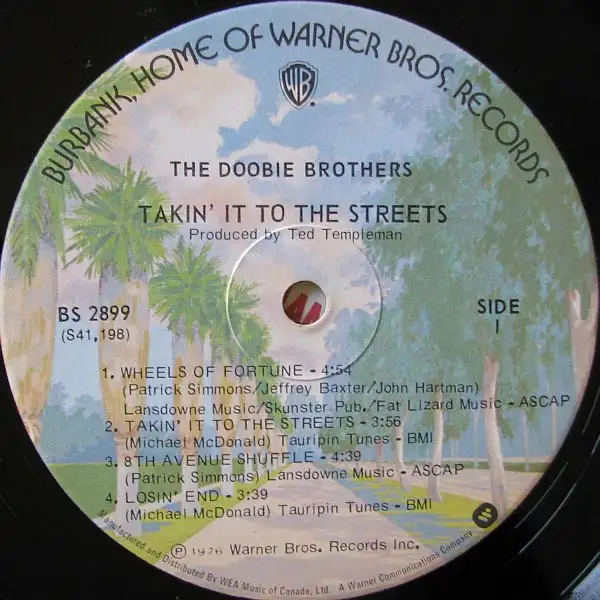 BURBANK, HOME OF WARNER BROS. RECORDS
WB
THE DOOBIE BROTHERS
TAKIN' IT TO THE STREETS
Produced by Ted Templeman
BS 2899
(S41,198)
SIDE
1
1. WHEELS OF FORTUNE - 4:54
(Patrick Simmons/Jeffrey Baxter/John Hartman)
Lansdowne Music/Skunster Pub./Fat Lizard Music - ASCAP
2. TAKIN' IT TO THE STREETS - 3:56
(Michael McDonald) Tauripin Tunes - BMI
3. 8TH AVENUE SHUFFLE - 4:39
(Patrick Simmons) Lansdowne Music - ASCAP
4. LOSIN' END - 3:39
(Michael McDonald) Tauripin Tunes - BMI
℗ 1976 Warner Bros. Records Inc.
Manufactured and Distributed By WEA Music of Canada, Ltd. A Warner Communications Company